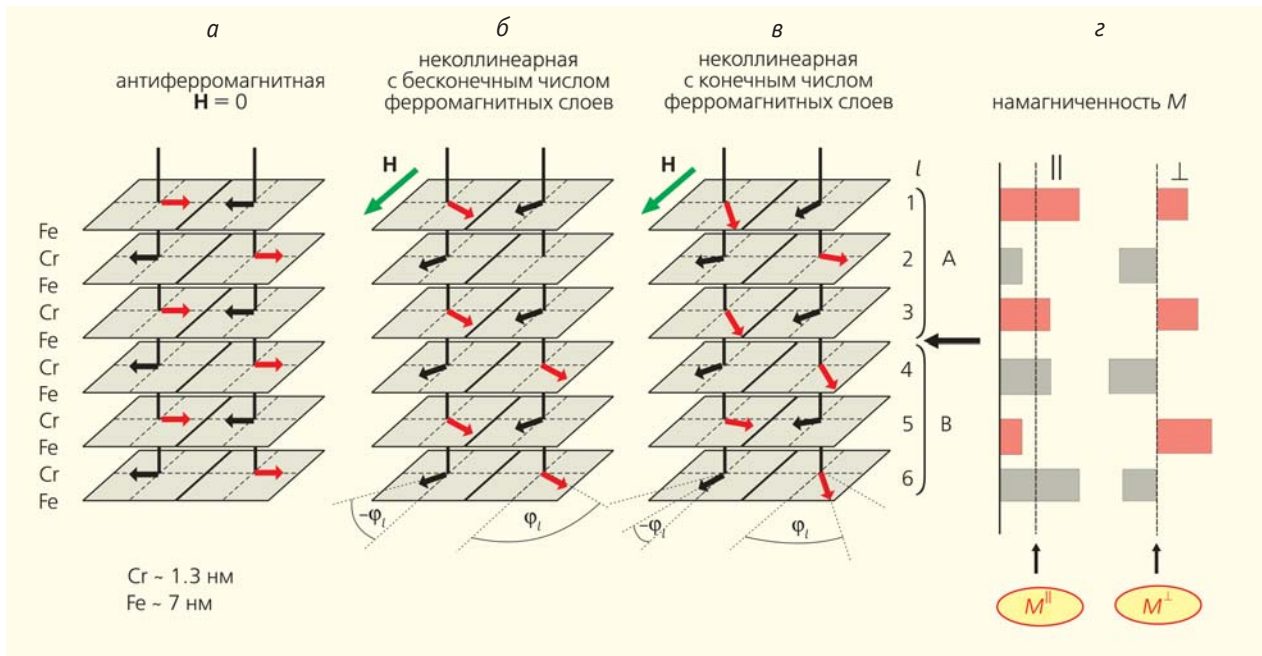 а
б
в
г
антиферромагнитная
H = 0
неколлинеарная
с бесконечным числом
ферромагнитных слоев
неколлинеарная
с конечным числом
ферромагнитных слоев
намагниченность M
H
H
l
|| ⊥
1
2
3
4
5
6
A
B
Fe
Cr
Fe
Cr
Fe
Cr
Fe
Cr
Fe
Cr
Fe
–φl
φl
–φl
φl
Cr ~ 1.3 нм
Fe ~ 7 нм
M||
M⊥